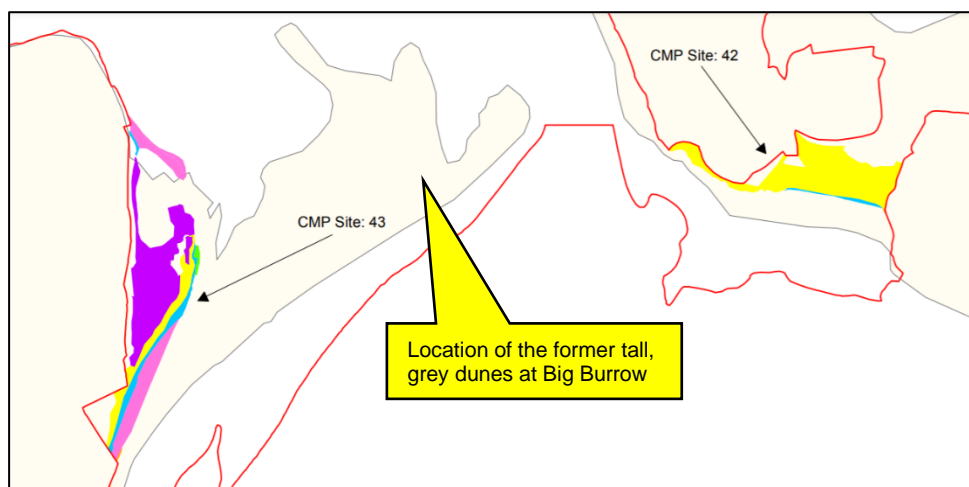 CMP Site: 42
CMP Site: 43
Location of the former tall,
grey dunes at Big Burrow